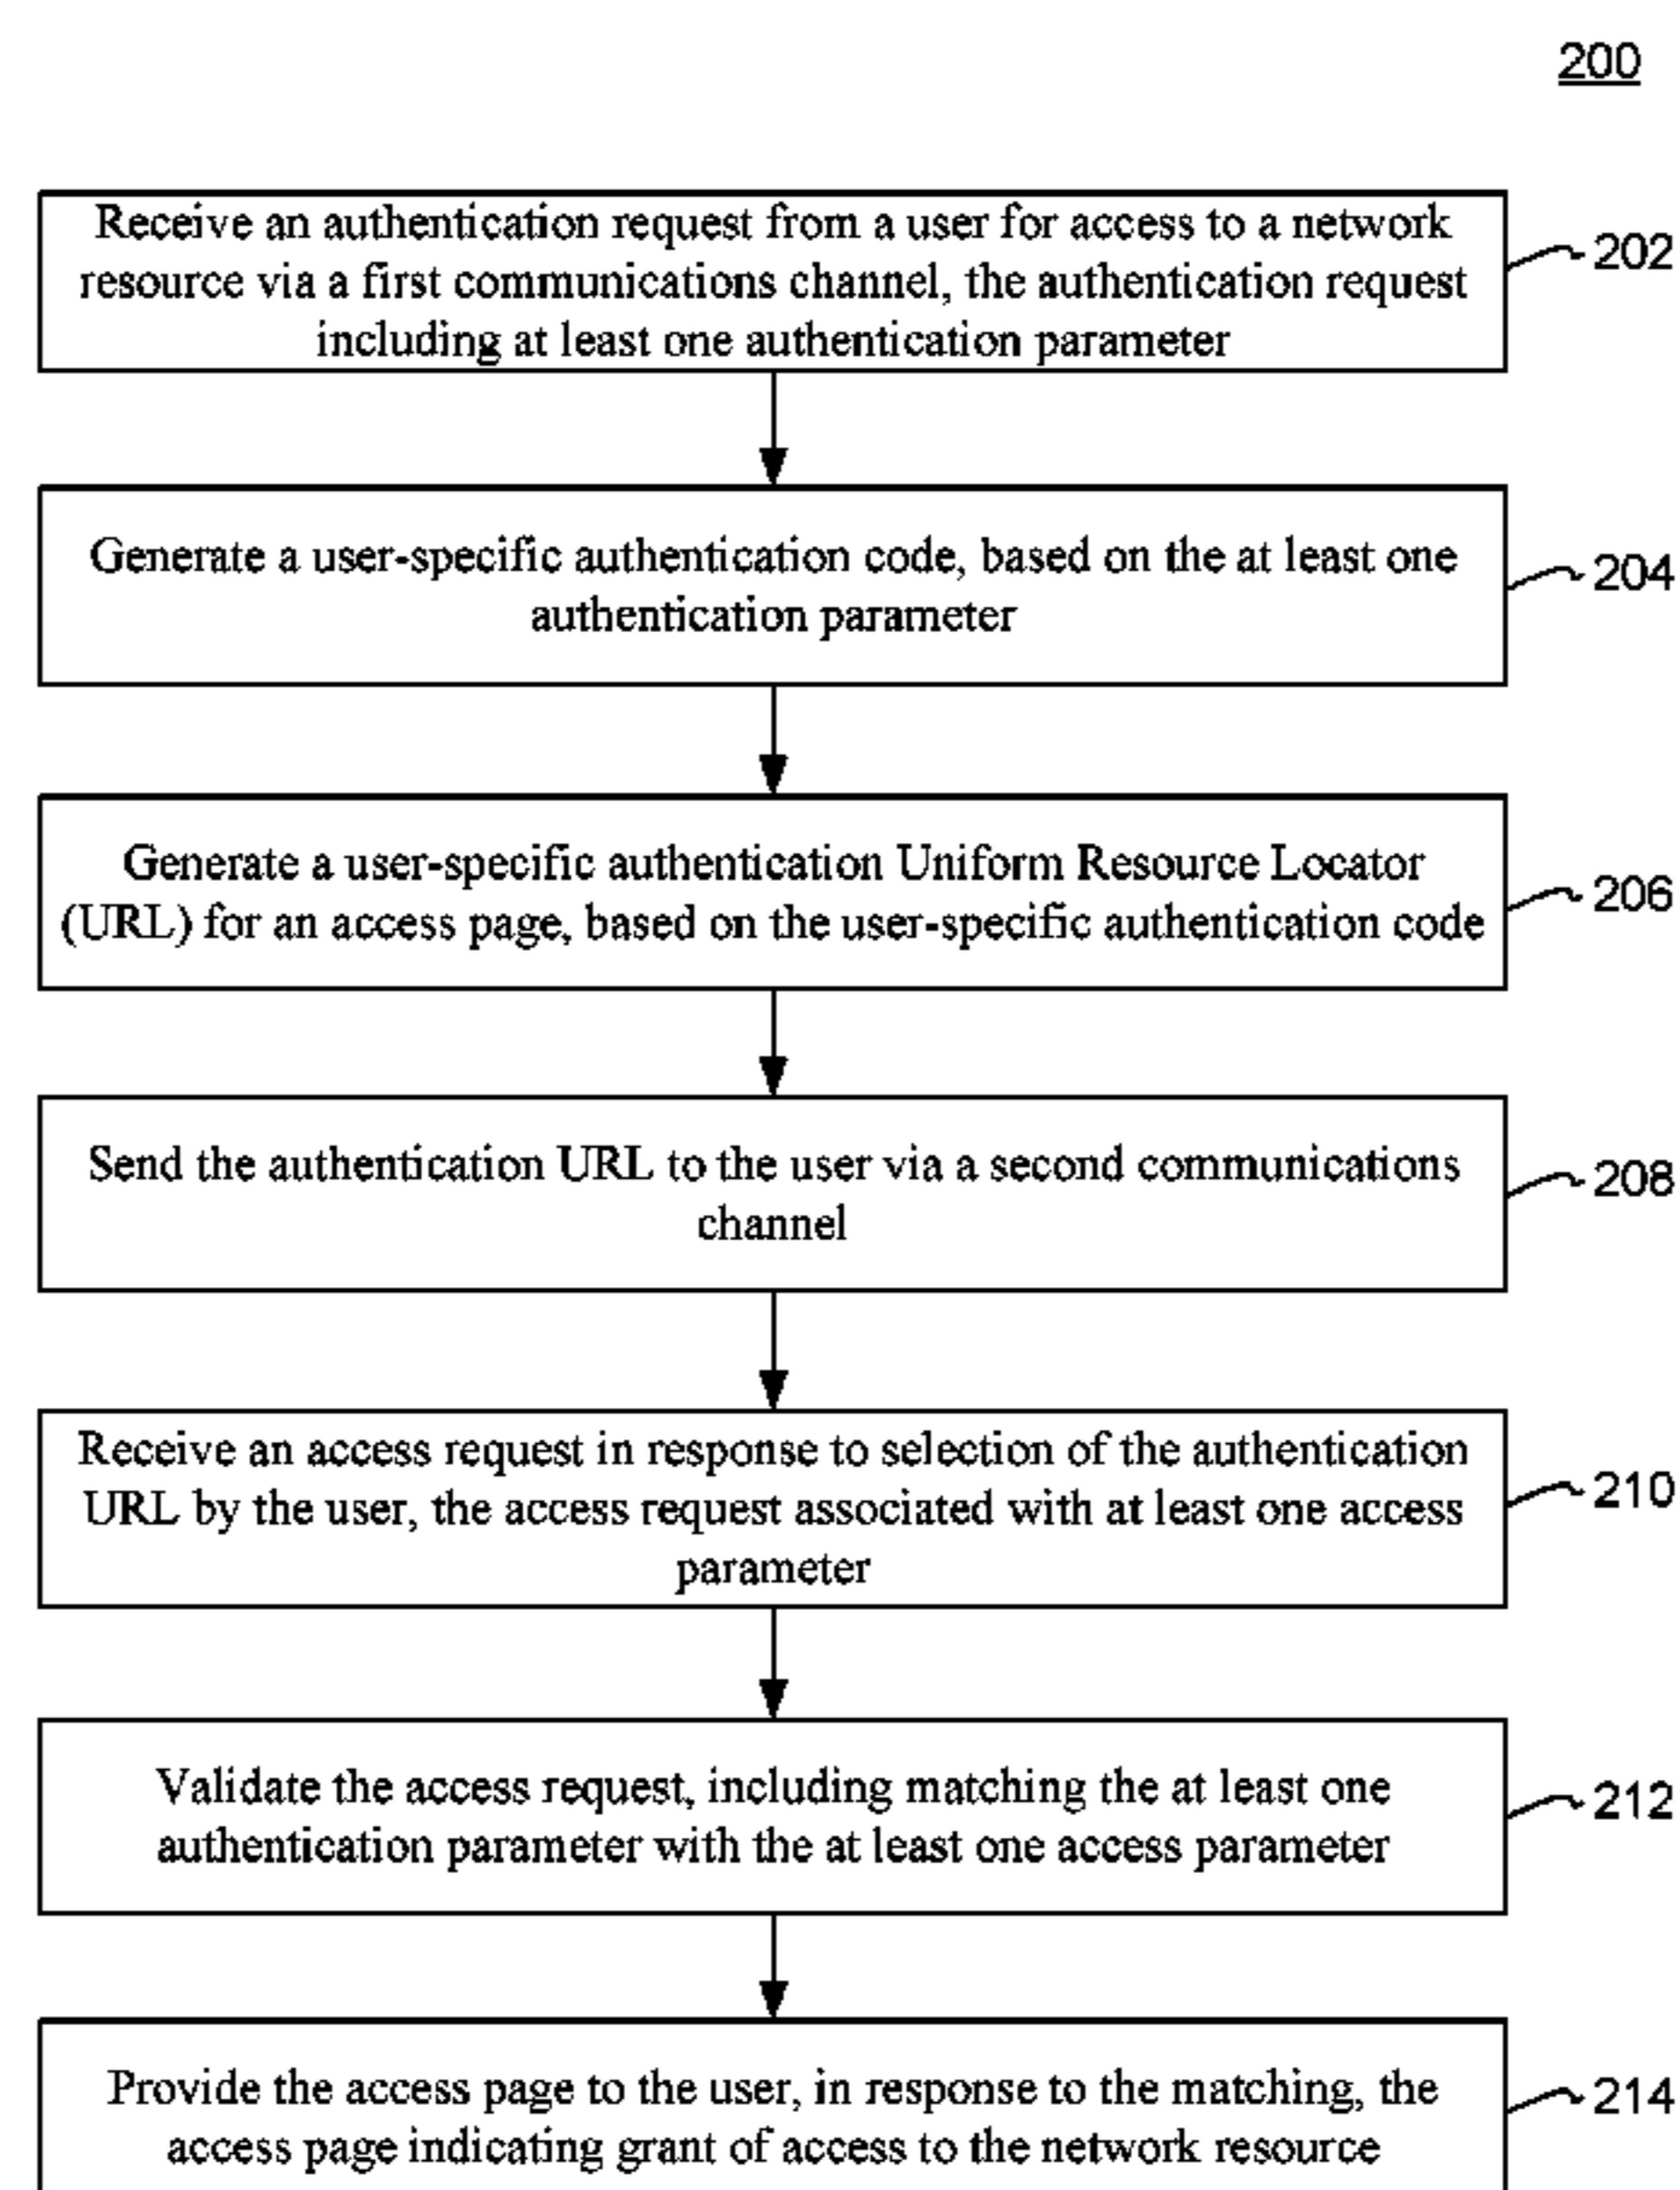 200
Receive an authentication request from a user for access to a network
resource via a first communications channel, the authentication request
including at least one authentication parameter
202
Generate a user-specific authentication code, based on the at least one
authentication parameter
204
Generate a user-specific authentication Uniform Resource Locator
(URL) for an access page, based on the user-specific authentication code
206
Send the authentication URL to the user via a second communications
channel
208
Receive an access request in response to selection of the authentication
URL by the user, the access request associated with at least one access
parameter
210
Validate the access request, including matching the at least one
authentication parameter with the at least one access parameter
212
Provide the access page to the user, in response to the matching, the
access page indicating grant of access to the network resource
214